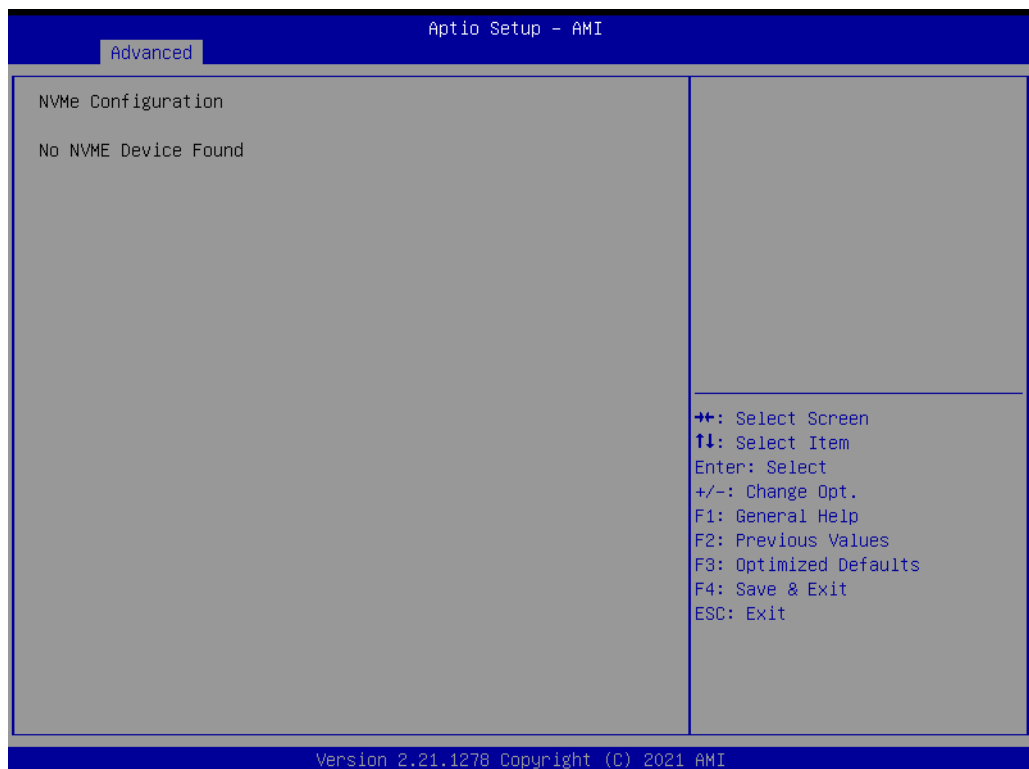 Aptio Setup – AMI
Advanced
NVMe Configuration
No NVME Device Found
→←: Select Screen
↑↓: Select Item
Enter: Select
+/-: Change Opt.
F1: General Help
F2: Previous Values
F3: Optimized Defaults
F4: Save & Exit
ESC: Exit
Version 2.21.1278 Copyright (C) 2021 AMI